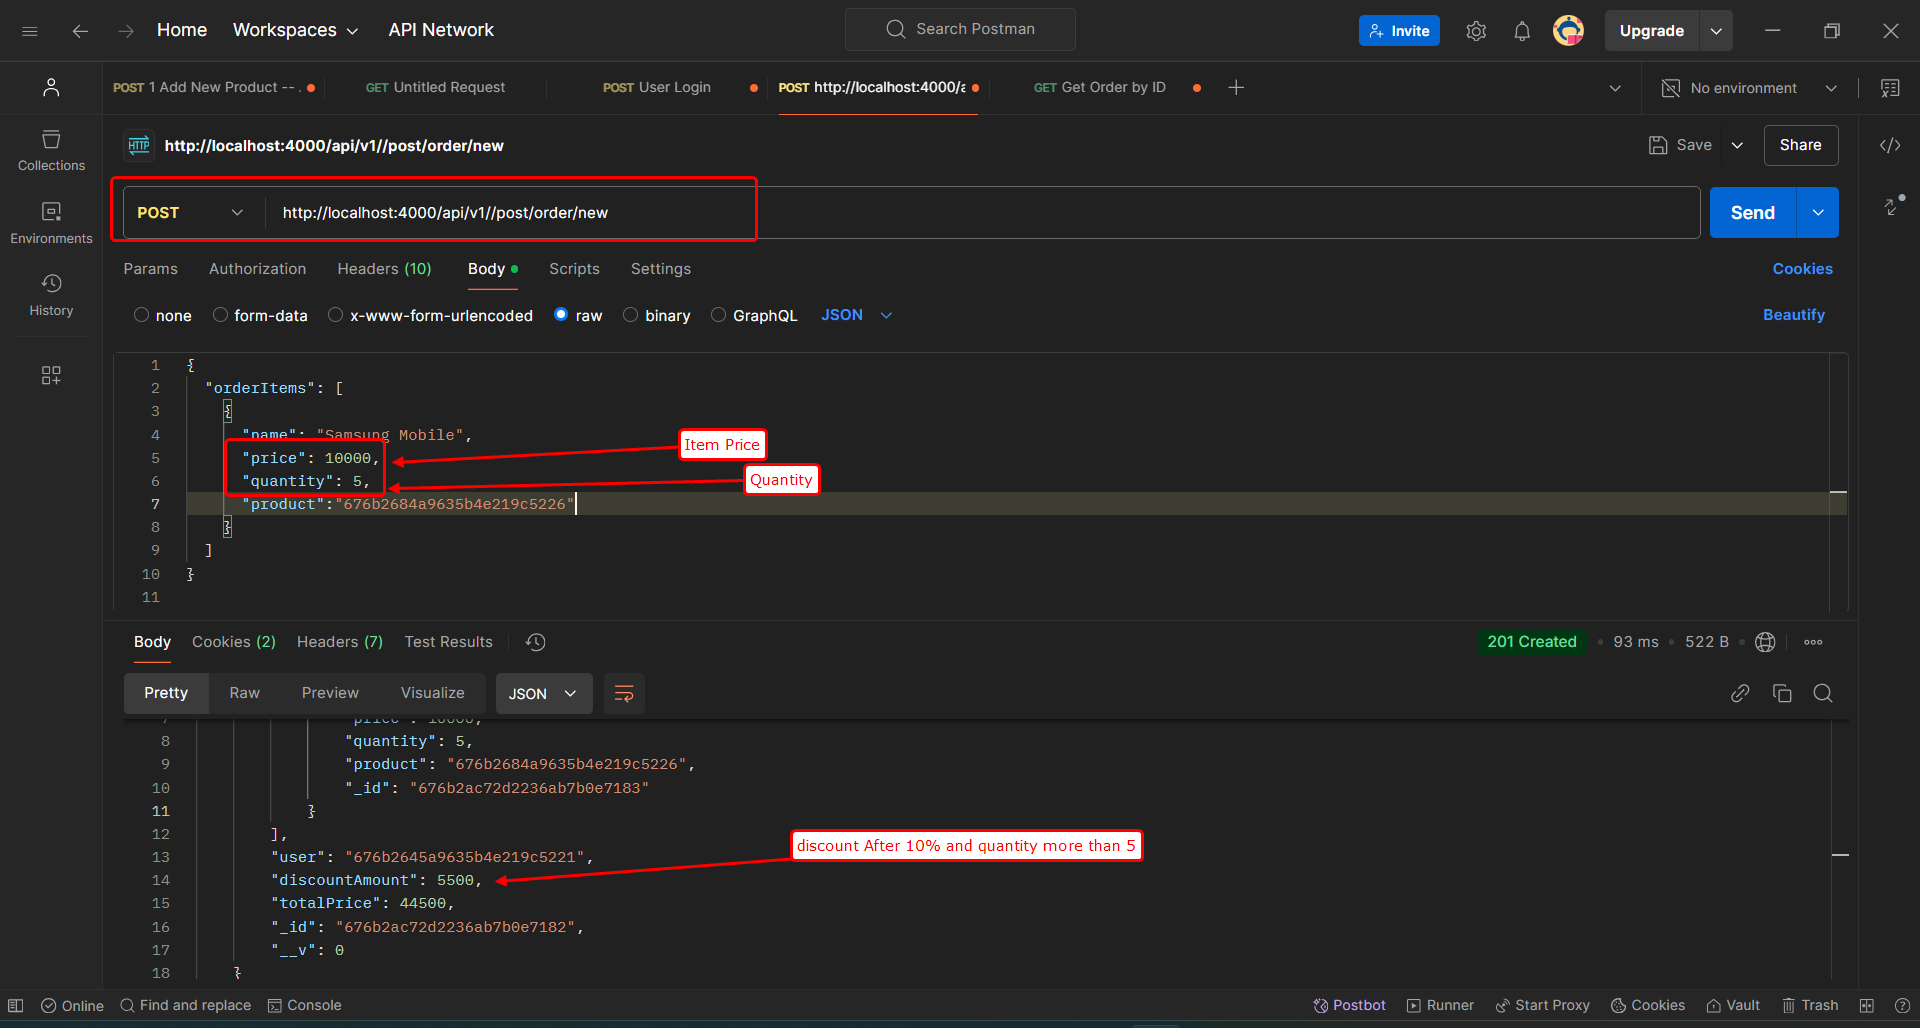 Home Workspaces API Network Search Postman Invite Upgrade
POST 1 Add New Product -- . GET Untitled Request POST User Login POST http://localhost:4000/a GET Get Order by ID No environment
HTTP http://localhost:4000/api/v1//post/order/new Save Share
Collections
Environments
History
POST http://localhost:4000/api/v1//post/order/new Send
Params Authorization Headers (10) Body Scripts Settings Cookies
none form-data x-www-form-urlencoded raw binary GraphQL JSON Beautify
1 {
2 "orderItems": [
3 {
4 "name": "Samsung Mobile",
5 "price": 10000,
Item Price
6 "quantity": 5,
Quantity
7 "product":"676b2684a9635b4e219c5226"
8 }
9 ]
10 }
11
Body Cookies (2) Headers (7) Test Results 201 Created 93 ms 522 B
Pretty Raw Preview Visualize JSON
7 "price": 10000,
8 "quantity": 5,
9 "product": "676b2684a9635b4e219c5226",
10 "_id": "676b2ac72d2236ab7b0e7183"
11 }
12 ],
discount After 10% and quantity more than 5
13 "user": "676b2645a9635b4e219c5221",
14 "discountAmount": 5500,
15 "totalPrice": 44500,
16 "_id": "676b2ac72d2236ab7b0e7182",
17 "__v": 0
18 }
Online Find and replace Console Postbot Runner Start Proxy Cookies Vault Trash